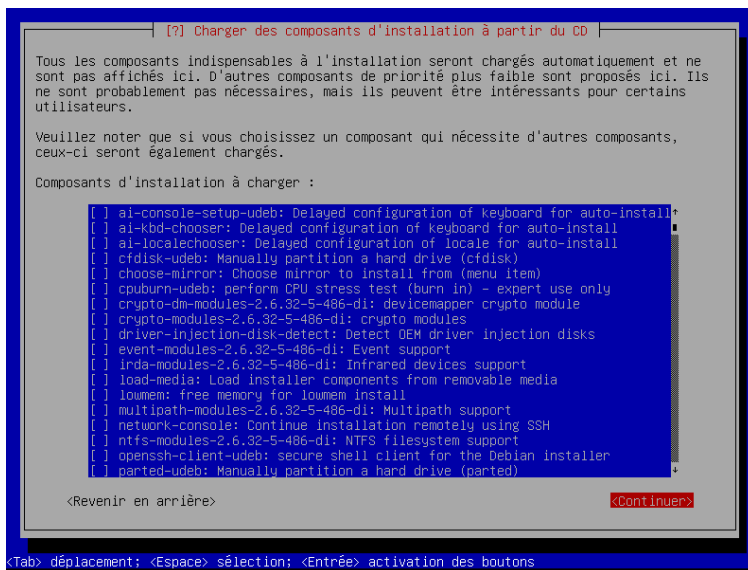 [?] Charger des composants d'installation à partir du CD
Tous les composants indispensables à l'installation seront chargés automatiquement et ne
sont pas affichés ici. D'autres composants de priorité plus faible sont proposés ici. Ils
ne sont probablement pas nécessaires, mais ils peuvent être intéressants pour certains
utilisateurs.
Veuillez noter que si vous choisissez un composant qui nécessite d'autres composants,
ceux-ci seront également chargés.
Composants d'installation à charger :
[ ] ai-console-setup-udeb: Delayed configuration of keyboard for auto-install
[ ] ai-kbd-chooser: Delayed configuration of keyboard for auto-install
[ ] ai-localechooser: Delayed configuration of locale for auto-install
[ ] cfdisk-udeb: Manually partition a hard drive (cfdisk)
[ ] choose-mirror: Choose mirror to install from (menu item)
[ ] cpuburn-udeb: perform CPU stress test (burn in) - expert use only
[ ] crypto-dm-modules-2.6.32-5-486-di: devicemapper crypto module
[ ] crypto-modules-2.6.32-5-486-di: crypto modules
[ ] driver-injection-disk-detect: Detect OEM driver injection disks
[ ] event-modules-2.6.32-5-486-di: Event support
[ ] irda-modules-2.6.32-5-486-di: Infrared devices support
[ ] load-media: Load installer components from removable media
[ ] lowmem: free memory for lowmem install
[ ] multipath-modules-2.6.32-5-486-di: Multipath support
[ ] network-console: Continue installation remotely using SSH
[ ] ntfs-modules-2.6.32-5-486-di: NTFS filesystem support
[ ] openssh-client-udeb: secure shell client for the Debian installer
[ ] parted-udeb: Manually partition a hard drive (parted)
<Revenir en arrière> <Continuer>
<Tab> déplacement; <Espace> sélection; <Entrée> activation des boutons